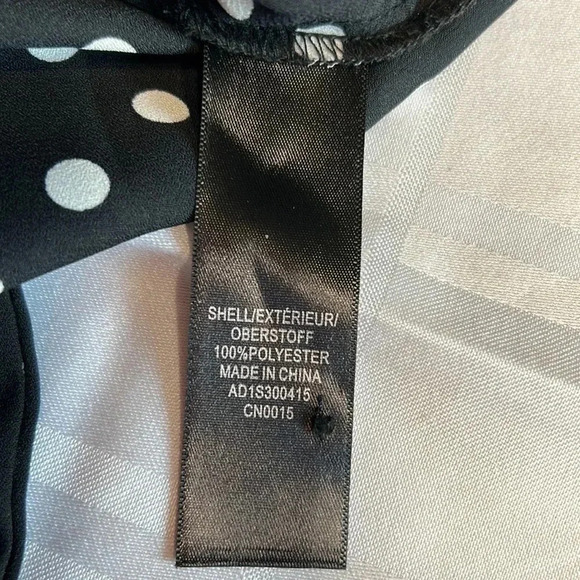 SHELL/EXTÉRIEUR/
OBERSTOFF
100%POLYESTER
MADE IN CHINA
AD1S300415
CN0015